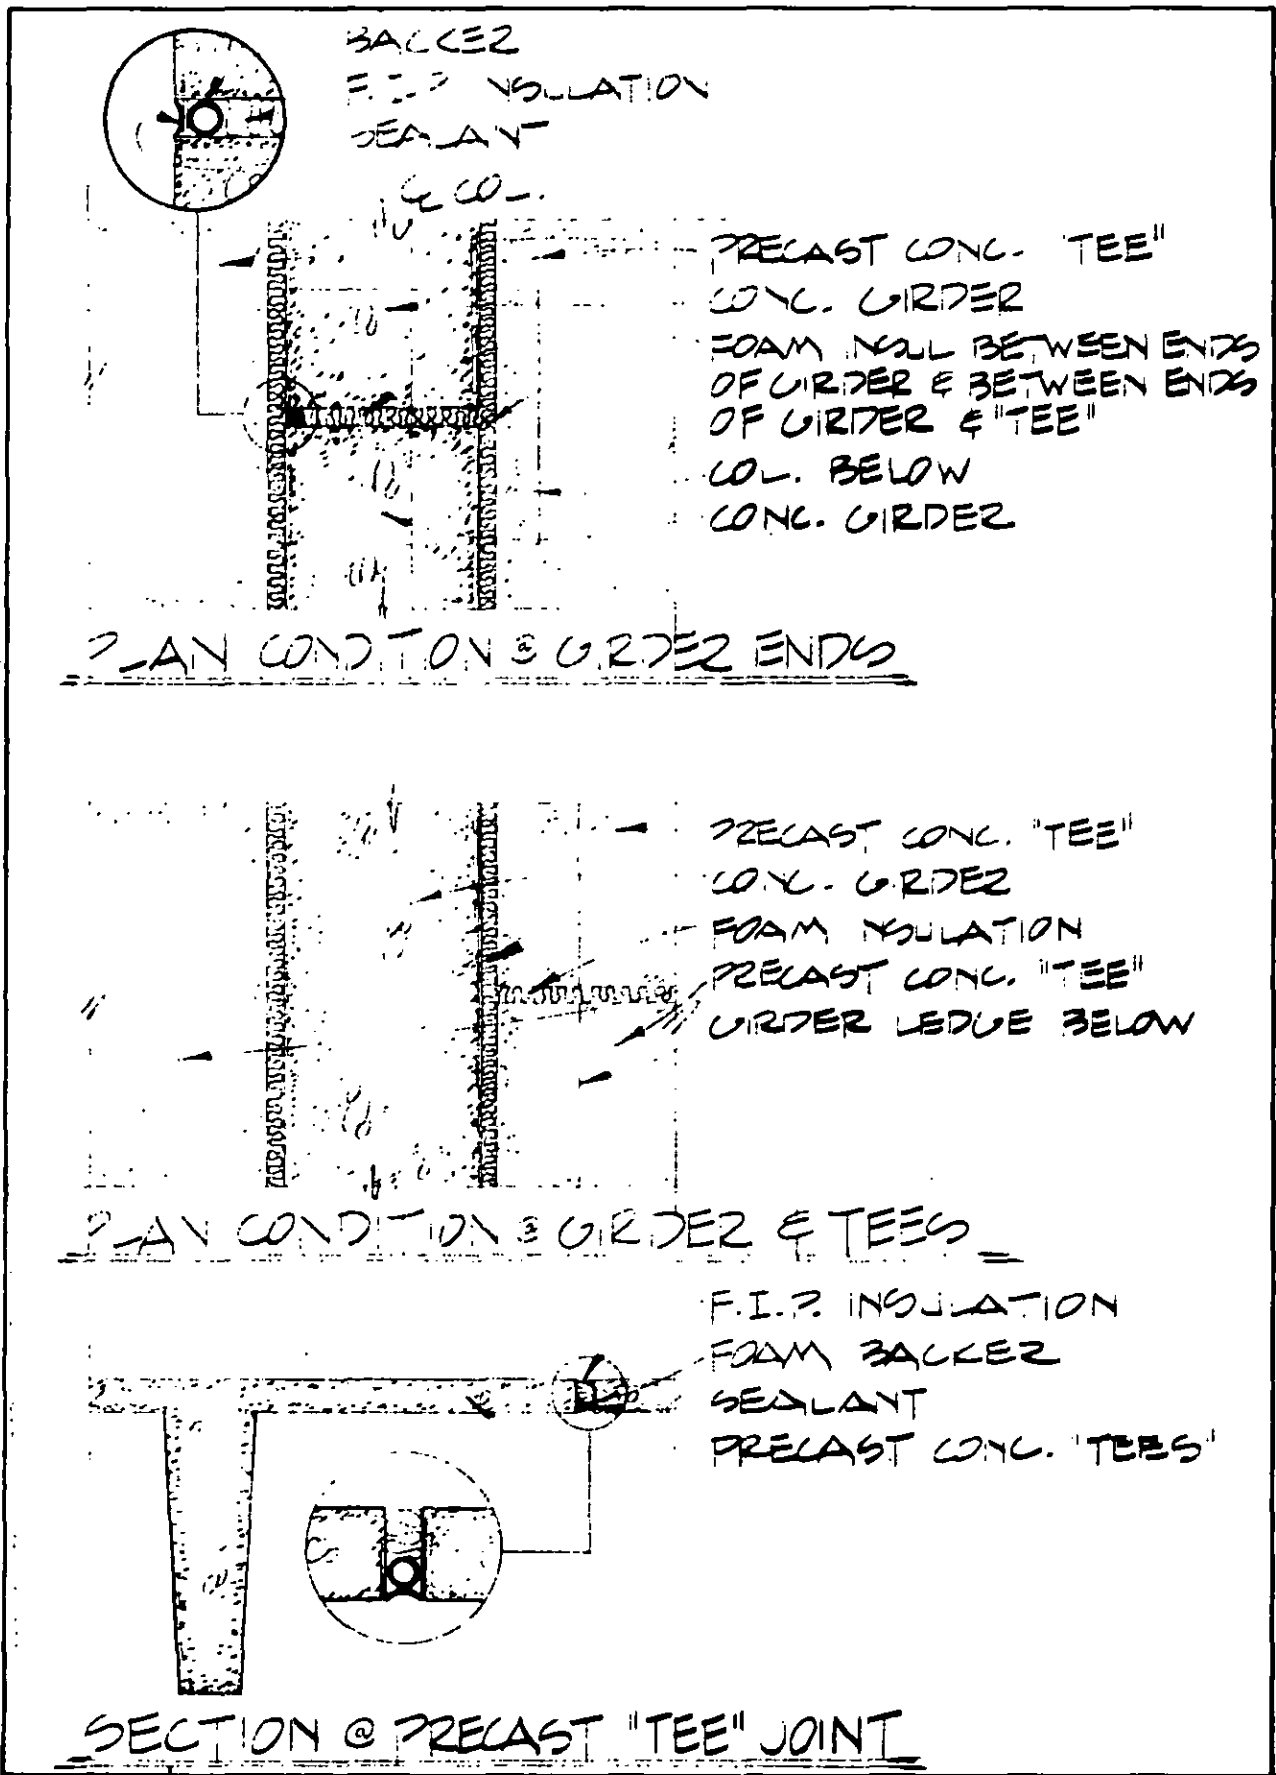 BACKER
F.I.P. INSULATION
SEALANT
℄ COL.
PRECAST CONC. "TEE"
CONC. GIRDER
FOAM INSUL BETWEEN ENDS
OF GIRDER & BETWEEN ENDS
OF GIRDER & "TEE"
COL. BELOW
CONC. GIRDER
PLAN CONDITION @ GIRDER ENDS
PRECAST CONC. "TEE"
CONC. GIRDER
FOAM INSULATION
PRECAST CONC. "TEE"
GIRDER LEDGE BELOW
PLAN CONDITION @ GIRDER & TEES
F.I.P. INSULATION
FOAM BACKER
SEALANT
PRECAST CONC. "TEES"
SECTION @ PRECAST "TEE" JOINT